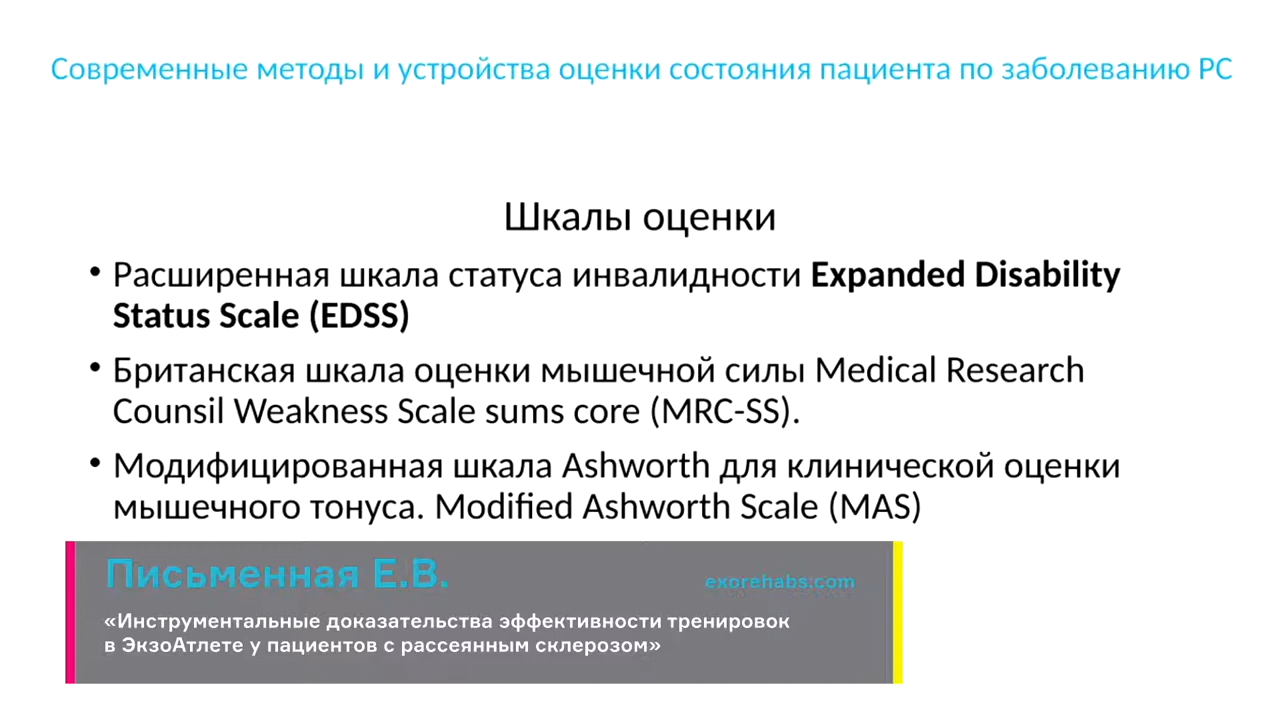 Современные методы и устройства оценки состояния пациента по заболеванию РС
Шкалы оценки
• Расширенная шкала статуса инвалидности Expanded Disability
Status Scale (EDSS)
• Британская шкала оценки мышечной силы Medical Research
Counsil Weakness Scale sums core (MRC-SS).
• Модифицированная шкала Ashworth для клинической оценки
мышечного тонуса. Modified Ashworth Scale (MAS)
Письменная Е.В.
exorehabs.com
«Инструментальные доказательства эффективности тренировок
в ЭкзоАтлете у пациентов с рассеянным склерозом»